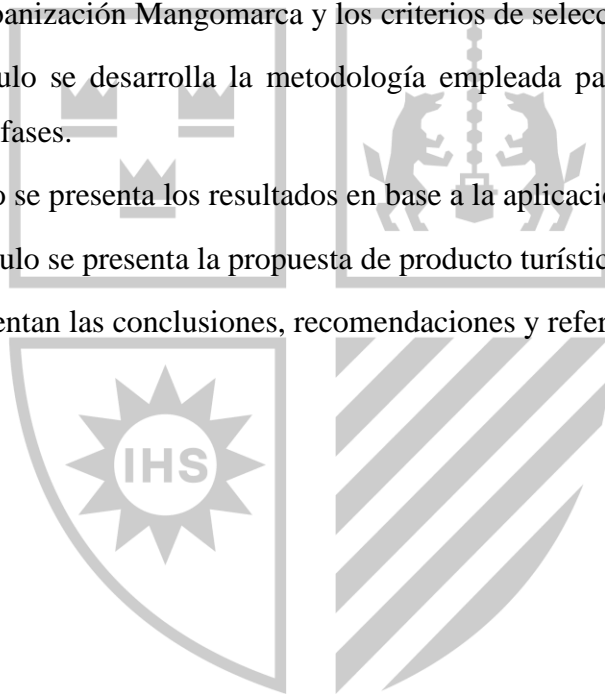 anización Mangomarca y los criterios de selecc
ulo se desarrolla la metodología empleada pa
fases.
o se presenta los resultados en base a la aplicació
ulo se presenta la propuesta de producto turístic
entan las conclusiones, recomendaciones y refer
IHS